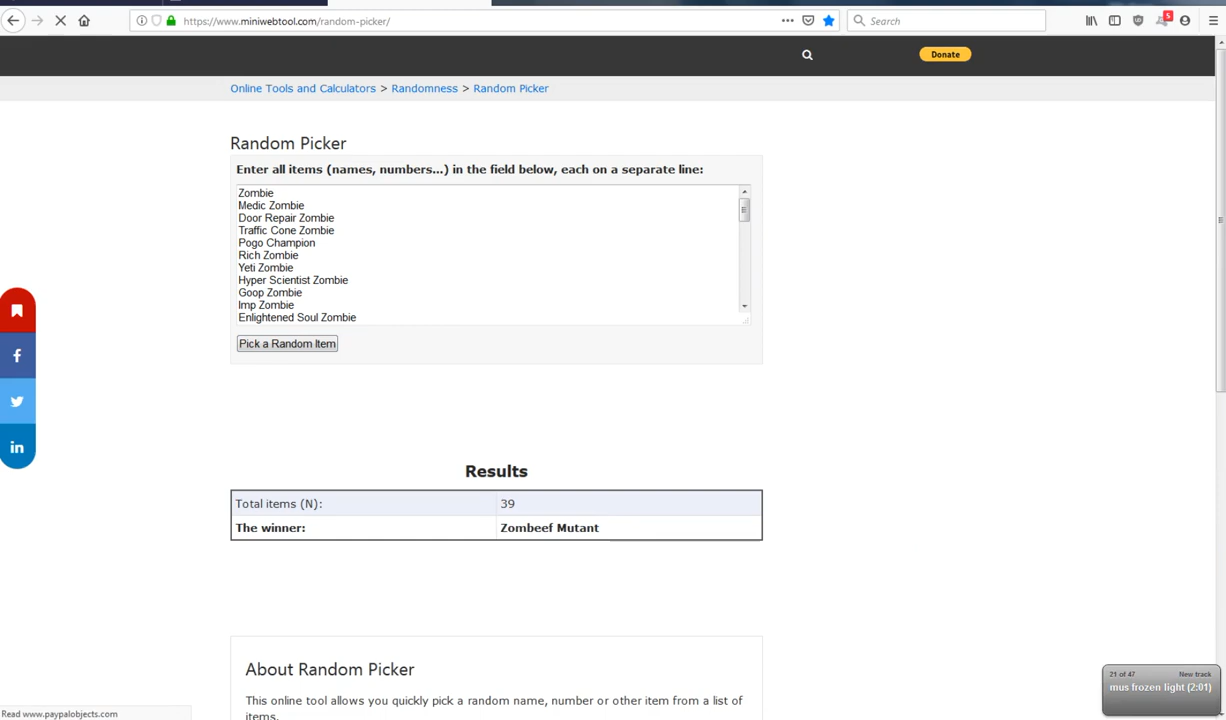 https://www.miniwebtool.com/random-picker/
Search
5
Donate
Online Tools and Calculators > Randomness > Random Picker
Random Picker
Enter all items (names, numbers...) in the field below, each on a separate line:
Zombie
Medic Zombie
Door Repair Zombie
Traffic Cone Zombie
Pogo Champion
Rich Zombie
Yeti Zombie
Hyper Scientist Zombie
Goop Zombie
Imp Zombie
Enlightened Soul Zombie
Pick a Random Item
Results
Total items (N): 39
The winner: Zombeef Mutant
About Random Picker
This online tool allows you quickly pick a random name, number or other item from a list of
items.
21 of 47 New track
mus frozen light (2:01)
Read www.paypalobjects.com